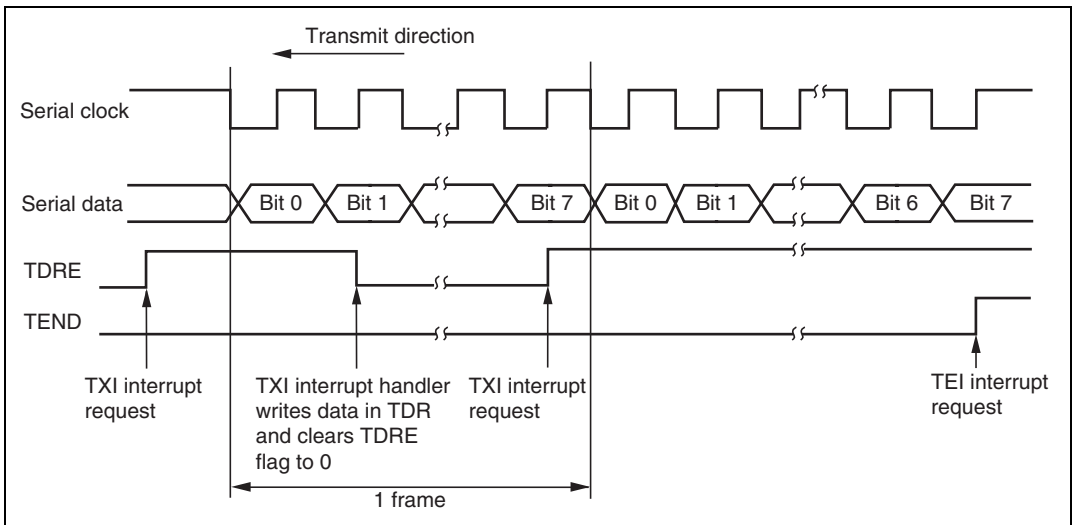 Transmit direction
Serial clock
Serial data
Bit 0
Bit 1
Bit 7
Bit 0
Bit 1
Bit 6
Bit 7
TDRE
TEND
TXI interrupt
request
TXI interrupt handler
writes data in TDR
and clears TDRE
flag to 0
TXI interrupt
request
TEI interrupt
request
1 frame